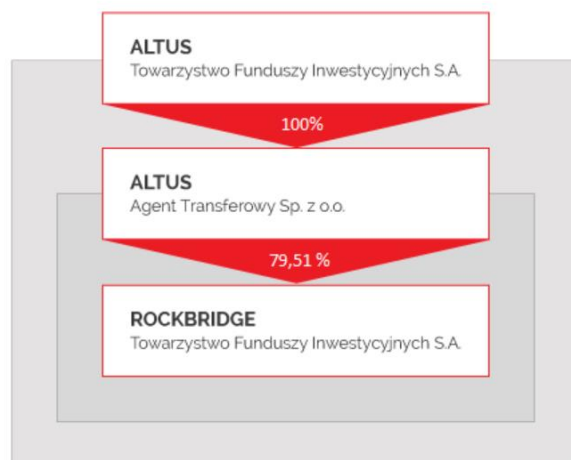 ALTUS
Towarzystwo Funduszy Inwestycyjnych S.A.
100%
ALTUS
Agent Transferowy Sp. z o.o.
79,51 %
ROCKBRIDGE
Towarzystwo Funduszy Inwestycyjnych S.A.